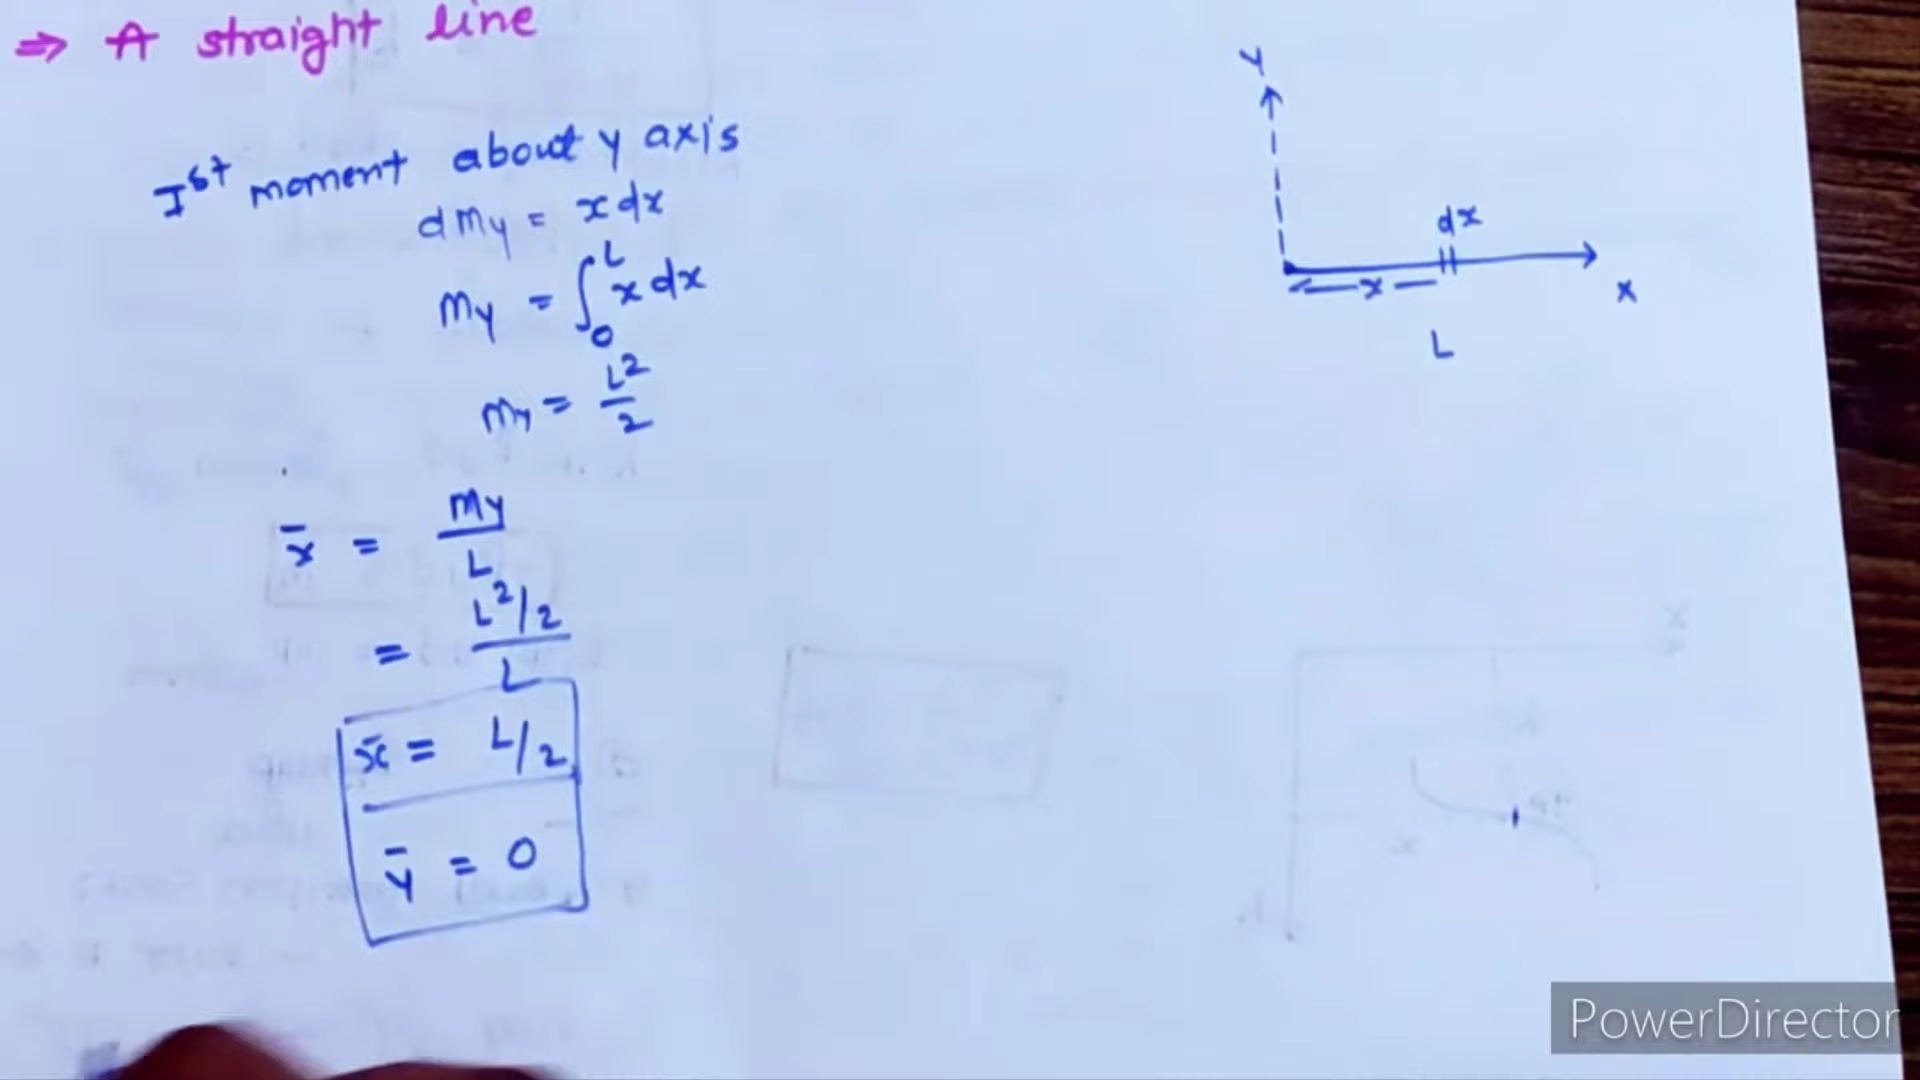 ⇒ A straight line
Ist moment about y axis
dMy = x dx
My = ∫₀ᴸ x dx
My = L²/2
x̄ = My/L
= L²/2 / L
x̄ = L/2
ȳ = 0
Y
dx
x
X
L
PowerDirector